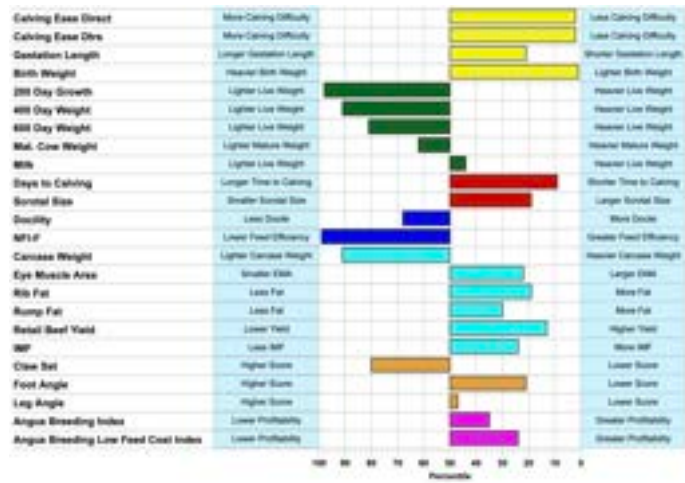 Calving Ease Direct More Calving Difficulty Less Calving Difficulty
Calving Ease Dtrs More Calving Difficulty Less Calving Difficulty
Gestation Length Longer Gestation Length Shorter Gestation Length
Birth Weight Heavier Birth Weight Lighter Birth Weight
200 Day Growth Lighter Live Weight Heavier Live Weight
400 Day Weight Lighter Live Weight Heavier Live Weight
600 Day Weight Lighter Live Weight Heavier Live Weight
Mat. Cow Weight Lighter Mature Weight Heavier Mature Weight
Milk Lighter Live Weight Heavier Live Weight
Days to Calving Longer Time to Calving Shorter Time to Calving
Scrotal Size Smaller Scrotal Size Larger Scrotal Size
Docility Less Docile More Docile
NFI-F Lower Feed Efficiency Greater Feed Efficiency
Carcase Weight Lighter Carcase Weight Heavier Carcase Weight
Eye Muscle Area Smaller EMA Larger EMA
Rib Fat Less Fat More Fat
Rump Fat Less Fat More Fat
Retail Beef Yield Lower Yield Higher Yield
IMF Less IMF More IMF
Claw Set Higher Score Lower Score
Foot Angle Higher Score Lower Score
Leg Angle Higher Score Lower Score
Angus Breeding Index Lower Profitability Greater Profitability
Angus Breeding Low Feed Cost Index Lower Profitability Greater Profitability
100 90 80 70 60 50 40 30 20 10 0
Percentile